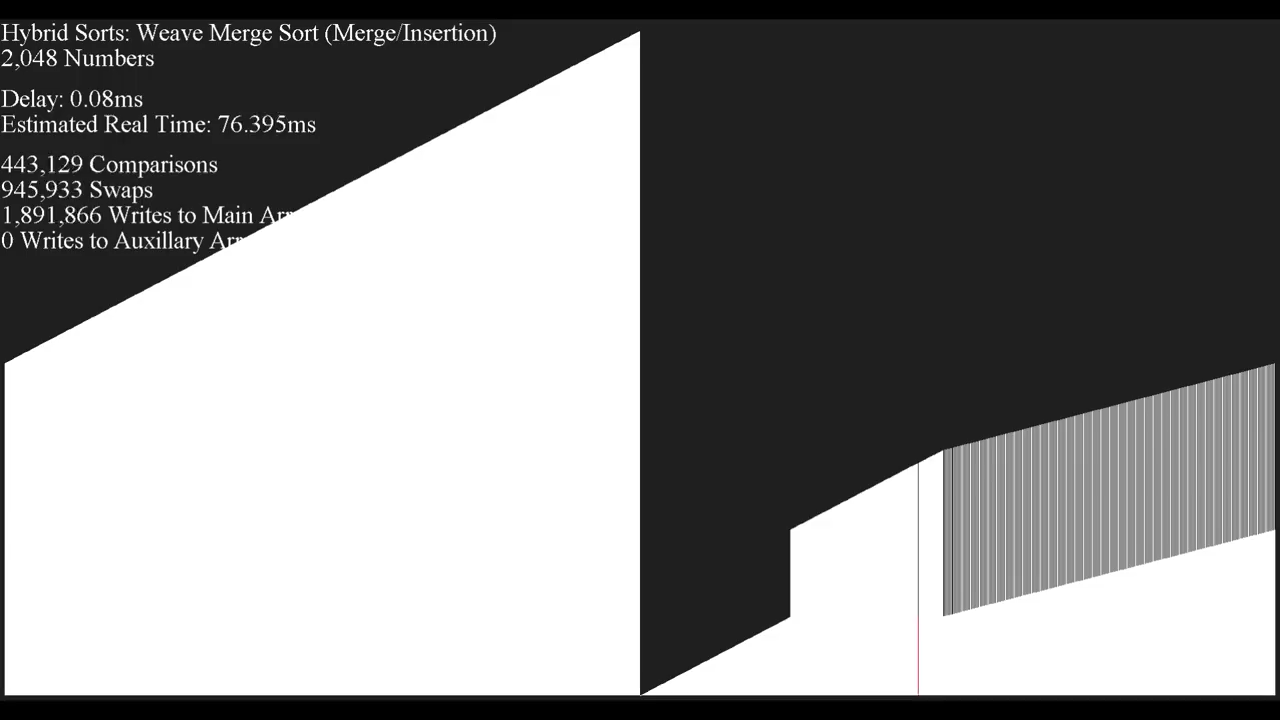 Hybrid Sorts: Weave Merge Sort (Merge/Insertion)
2,048 Numbers
Delay: 0.08ms
Estimated Real Time: 76.395ms
443,129 Comparisons
945,933 Swaps
1,891,866 Writes to Main
0 Writes to Auxillary